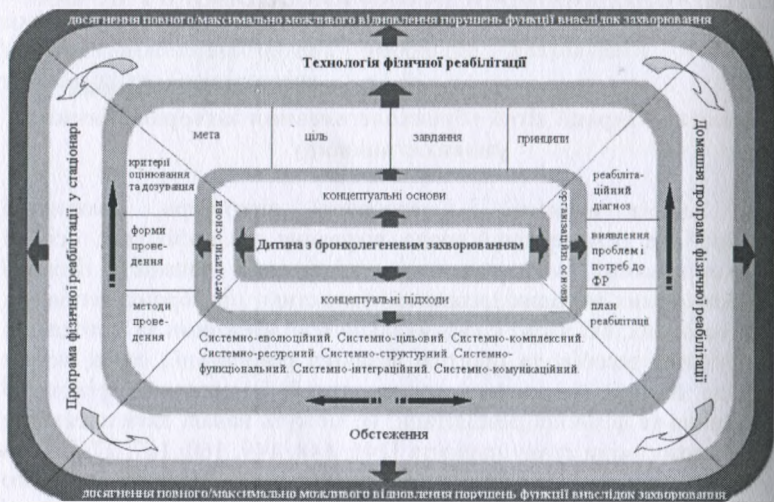 досягнення повного/максимально можливого відновлення порушень функції внаслідок захворювання
Технологія фізичної реабілітації
мета
ціль
завдання
принципи
критерії
оцінювання
та дозування
форми
прове-
дення
методи
прове-
дення
методичні основи
концептуальні основи
Дитина з бронхолегеневим захворюванням
концептуальні підходи
організаційні основи
реабіліта-
ційний
діагноз
виявлення
проблем і
потреб до
ФР
план
реабілітації
Системно-еволюційний. Системно-цільовий. Системно-комплексний.
Системно-ресурсний. Системно-структурний. Системно-
функціональний. Системно-інтеграційний. Системно-комунікаційний.
Програма фізичної реабілітації у стаціонарі
Домашня програма фізичної реабілітації
Обстеження
досягнення повного/максимально можливого відновлення порушень функції внаслідок захворювання